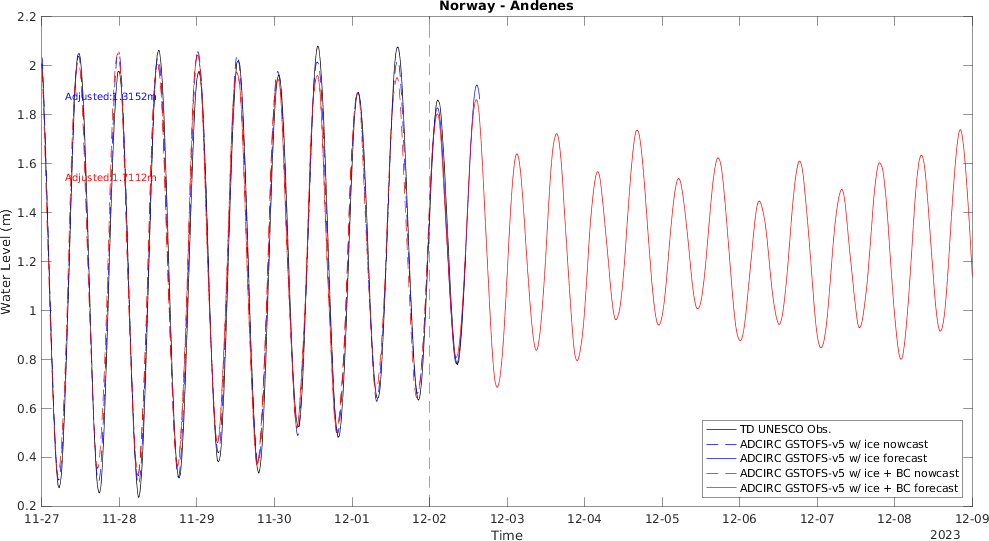 Norway - Andenes
2.2
2
1.8
1.6
1.4
1.2
1
0.8
0.6
0.4
0.2
Water Level (m)
Adjusted:1.3152m
Adjusted:1.7112m
TD UNESCO Obs.
ADCIRC GSTOFS-v5 w/ ice nowcast
ADCIRC GSTOFS-v5 w/ ice forecast
ADCIRC GSTOFS-v5 w/ ice + BC nowcast
ADCIRC GSTOFS-v5 w/ ice + BC forecast
11-27 11-28 11-29 11-30 12-01 12-02 12-03 12-04 12-05 12-06 12-07 12-08 12-09
Time
2023